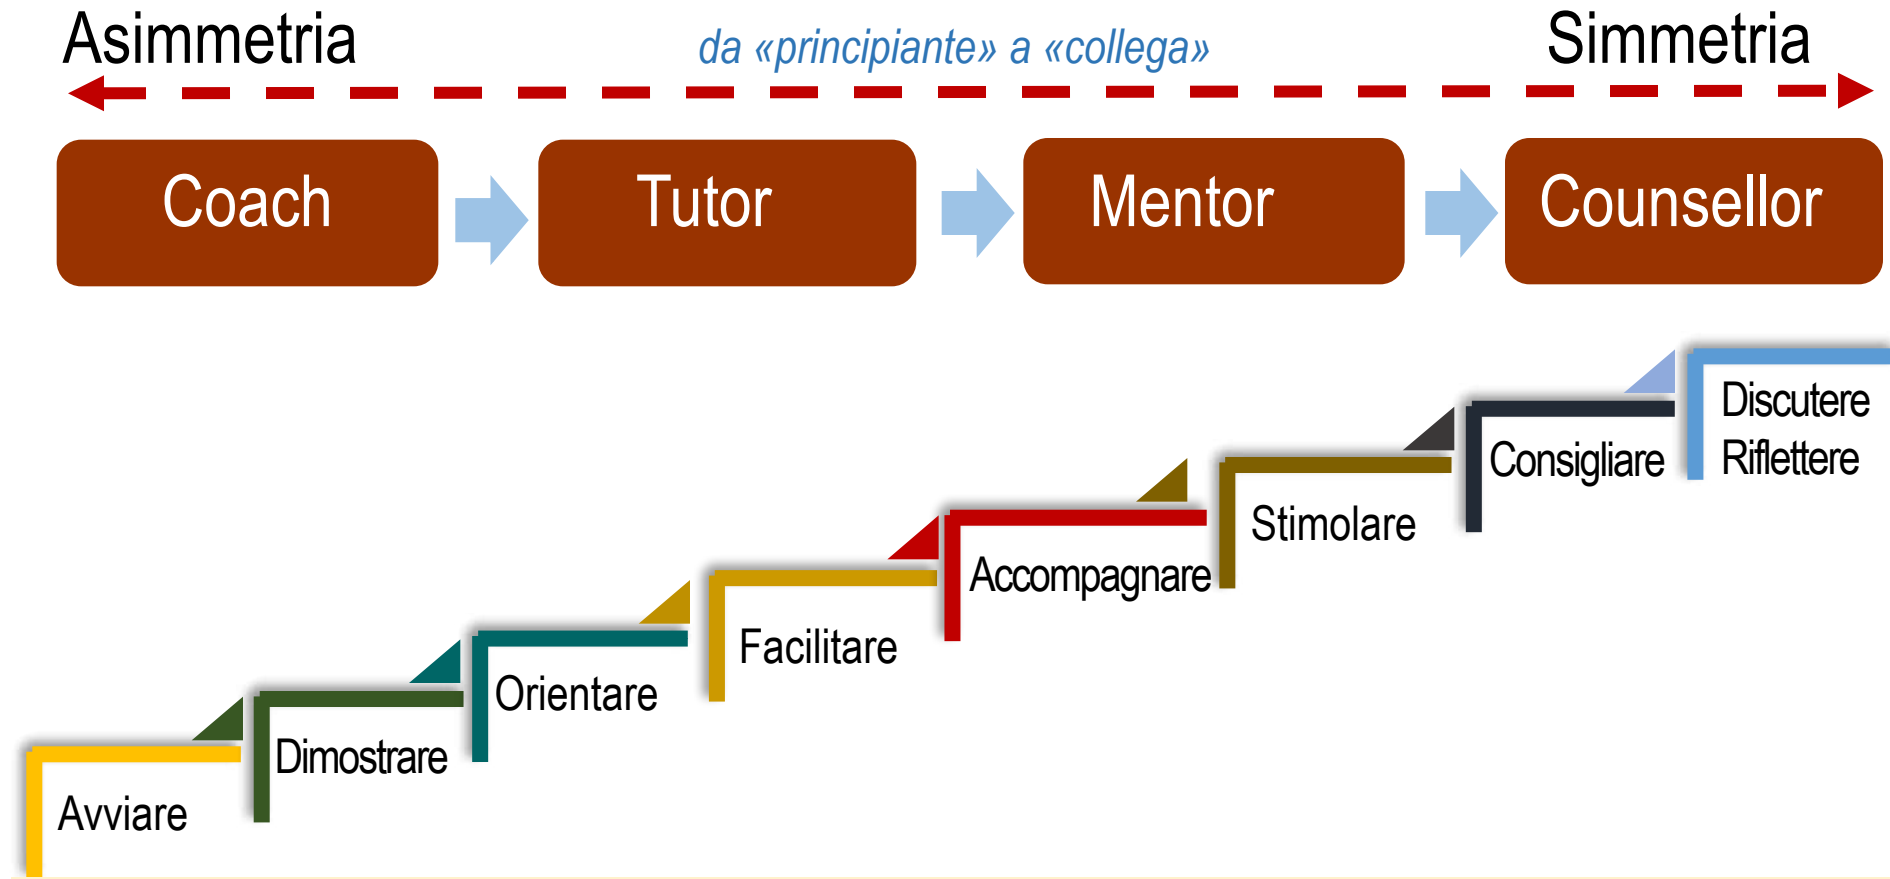 Asimmetria
da «principiante» a «collega»
Simmetria
Coach
Tutor
Mentor
Counsellor
Discutere
Riflettere
Consigliare
Stimolare
Accompagnare
Facilitare
Orientare
Dimostrare
Avviare